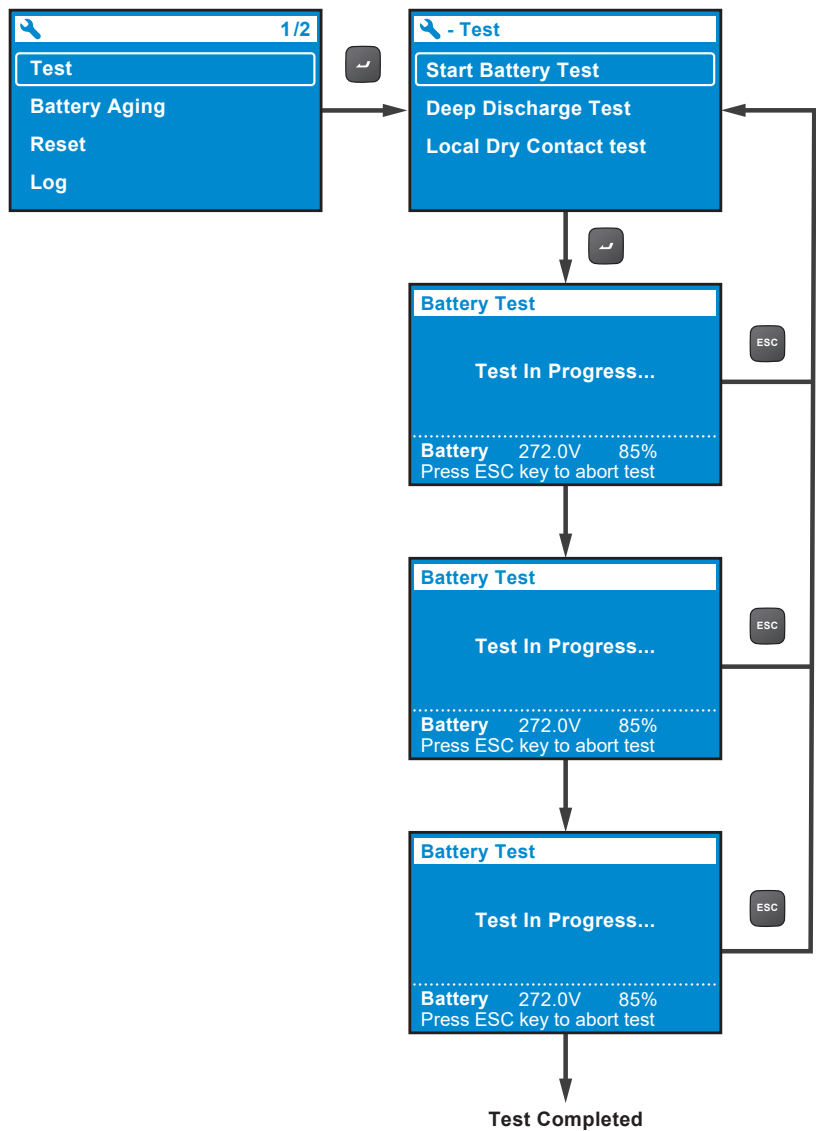 1/2
Test
Battery Aging
Reset
Log
- Test
Start Battery Test
Deep Discharge Test
Local Dry Contact test
Battery Test
Test In Progress...
Battery 272.0V 85%
Press ESC key to abort test
ESC
Battery Test
Test In Progress...
Battery 272.0V 85%
Press ESC key to abort test
ESC
Battery Test
Test In Progress...
Battery 272.0V 85%
Press ESC key to abort test
ESC
Test Completed